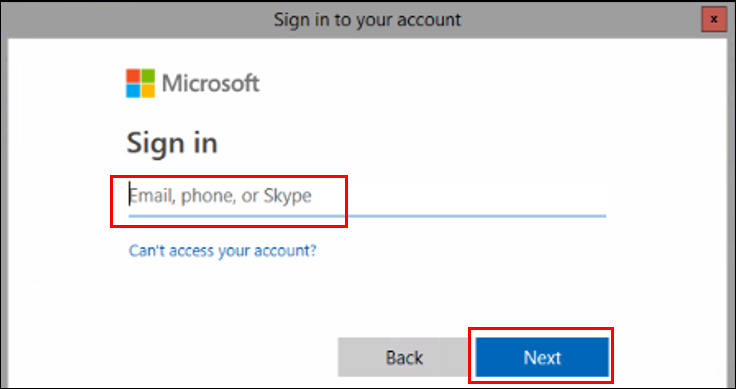 Sign in to your account
x
Microsoft
Sign in
Email, phone, or Skype
Can't access your account?
Back Next